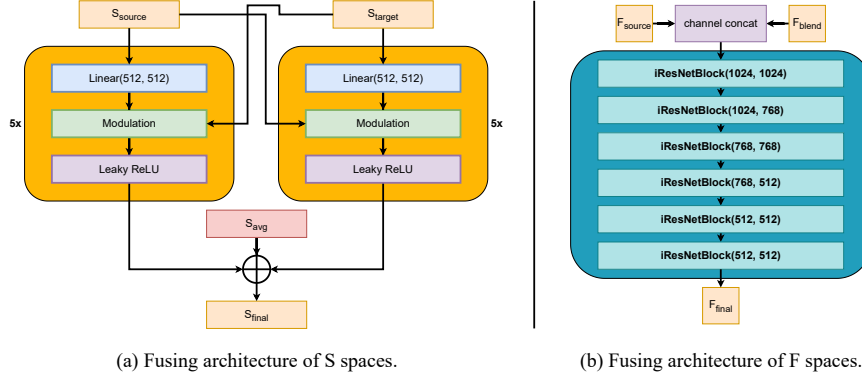 S_source
S_target
Linear(512, 512)
Modulation
Leaky ReLU
5x
Linear(512, 512)
Modulation
Leaky ReLU
5x
S_avg
S_final
(a) Fusing architecture of S spaces.
F_source
channel concat
F_blend
iResNetBlock(1024, 1024)
iResNetBlock(1024, 768)
iResNetBlock(768, 768)
iResNetBlock(768, 512)
iResNetBlock(512, 512)
iResNetBlock(512, 512)
F_final
(b) Fusing architecture of F spaces.